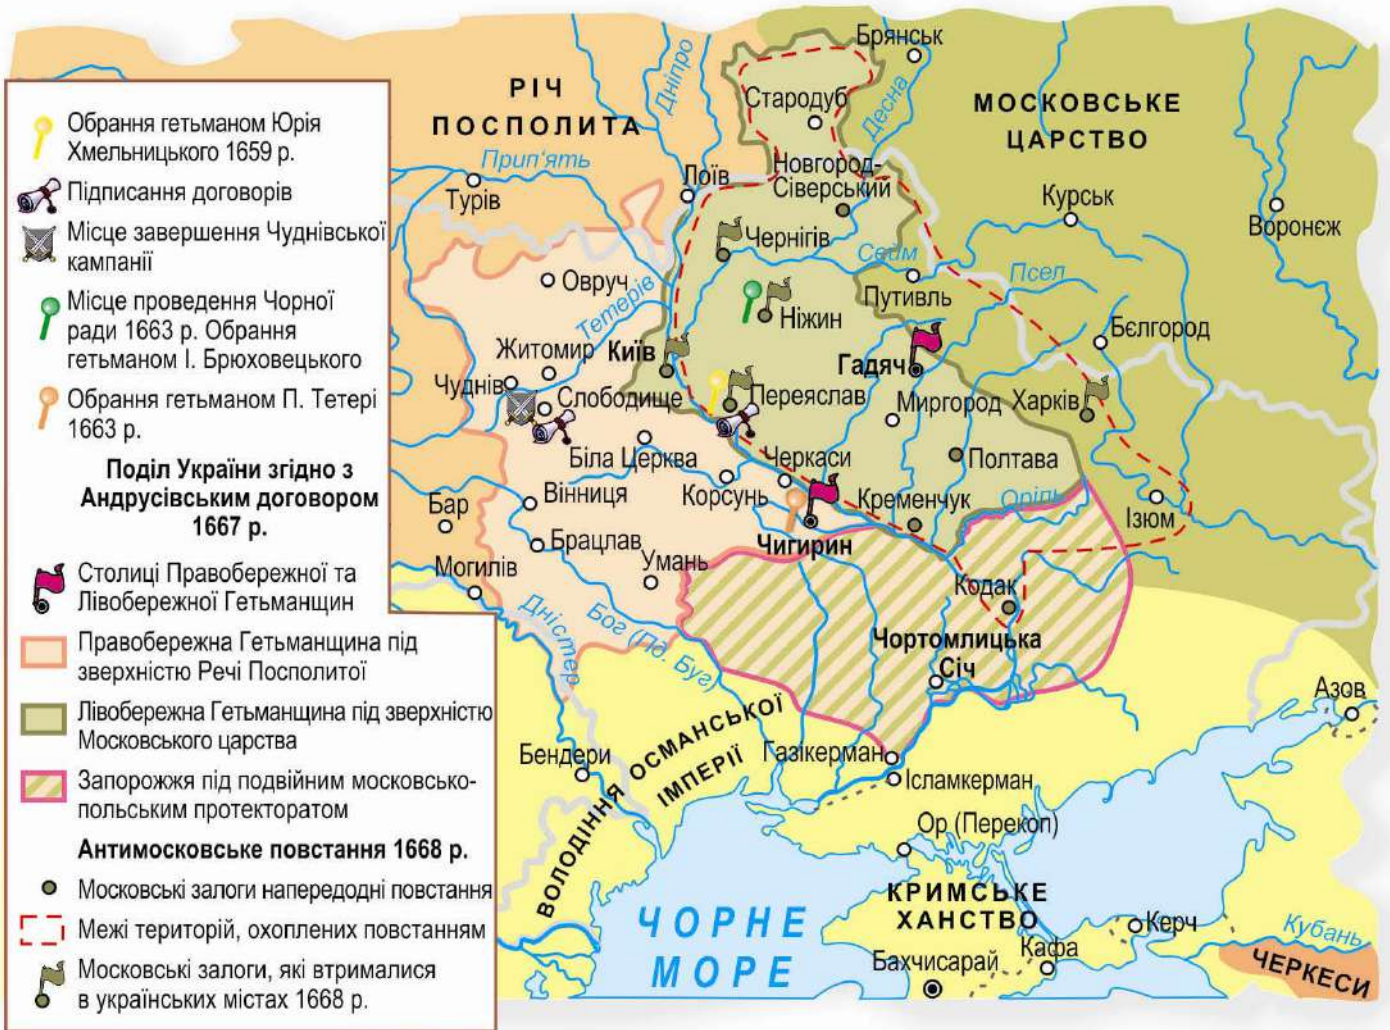 Обрання гетьманом Юрія
Хмельницького 1659 р.
Підписання договорів
Місце завершення Чуднівської
кампанії
Місце проведення Чорної
ради 1663 р. Обрання
гетьманом І. Брюховецького
Обрання гетьманом П. Тетері
1663 р.
Поділ України згідно з
Андрусівським договором
1667 р.
Столиці Правобережної та
Лівобережної Гетьманщин
Правобережна Гетьманщина під
зверхністю Речі Посполитої
Лівобережна Гетьманщина під зверхністю
Московського царства
Запорожжя під подвійним московсько-
польським протекторатом
Антимосковське повстання 1668 р.
Московські залоги напередодні повстання
Межі територій, охоплених повстанням
Московські залоги, які втрималися
в українських містах 1668 р.
РІЧ
ПОСПОЛИТА
Дніпро
Брянськ
Стародуб
Десна
МОСКОВСЬКЕ
ЦАРСТВО
Прип'ять
Турів
Лоїв
Новгород-
Сіверський
Курськ
Воронєж
Чернігів
Сейм
Псел
Овруч
Тетерів
Путивль
Ніжин
Бєлгород
Житомир
Київ
Гадяч
Чуднів
Слободище
Переяслав
Миргород
Харків
Біла Церква
Черкаси
Полтава
Вінниця
Корсунь
Кременчук
Оріль
Ізюм
Бар
Брацлав
Чигирин
Умань
Могилів
Кодак
Дністер
Бог (Пд. Буг)
Чортомлицька
Січ
Азов
Бендери
Газікерман
Ісламкерман
ВОЛОДІННЯ ОСМАНСЬКОЇ
ІМПЕРІЇ
Ор (Перекоп)
КРИМСЬКЕ
ХАНСТВО
ЧОРНЕ
МОРЕ
Керч
Кафа
Бахчисарай
Кубань
ЧЕРКЕСИ